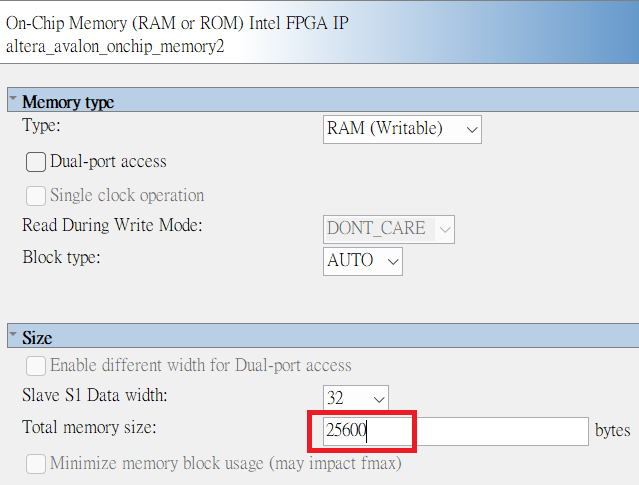 On-Chip Memory (RAM or ROM) Intel FPGA IP
altera_avalon_onchip_memory2
Memory type
Type: RAM (Writable)
Dual-port access
Single clock operation
Read During Write Mode: DONT_CARE
Block type: AUTO
Size
Enable different width for Dual-port access
Slave S1 Data width: 32
Total memory size: 25600 bytes
Minimize memory block usage (may impact fmax)